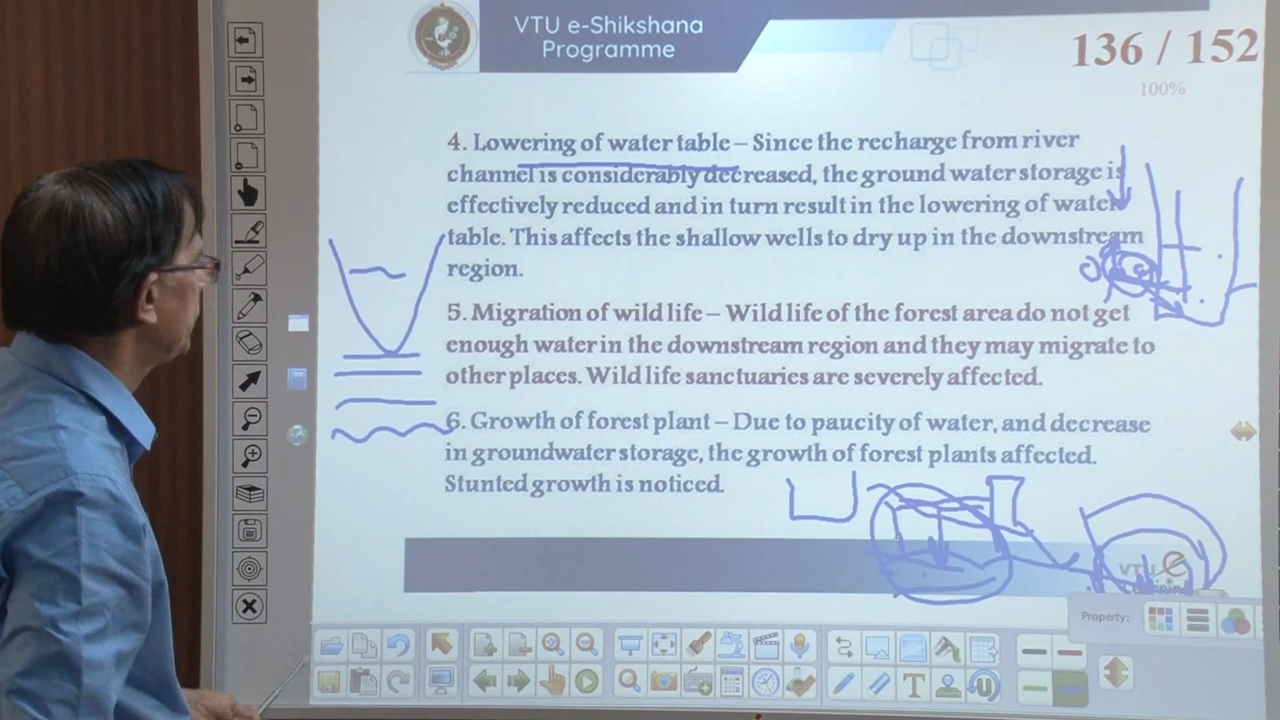 VTU e-Shikshana
Programme
136 / 152
100%
4. Lowering of water table – Since the recharge from river
channel is considerably decreased, the ground water storage is
effectively reduced and in turn result in the lowering of water
table. This affects the shallow wells to dry up in the downstream
region.
5. Migration of wild life – Wild life of the forest area do not get
enough water in the downstream region and they may migrate to
other places. Wild life sanctuaries are severely affected.
6. Growth of forest plant – Due to paucity of water, and decrease
in groundwater storage, the growth of forest plants affected.
Stunted growth is noticed.
VTU
Learning
Property: